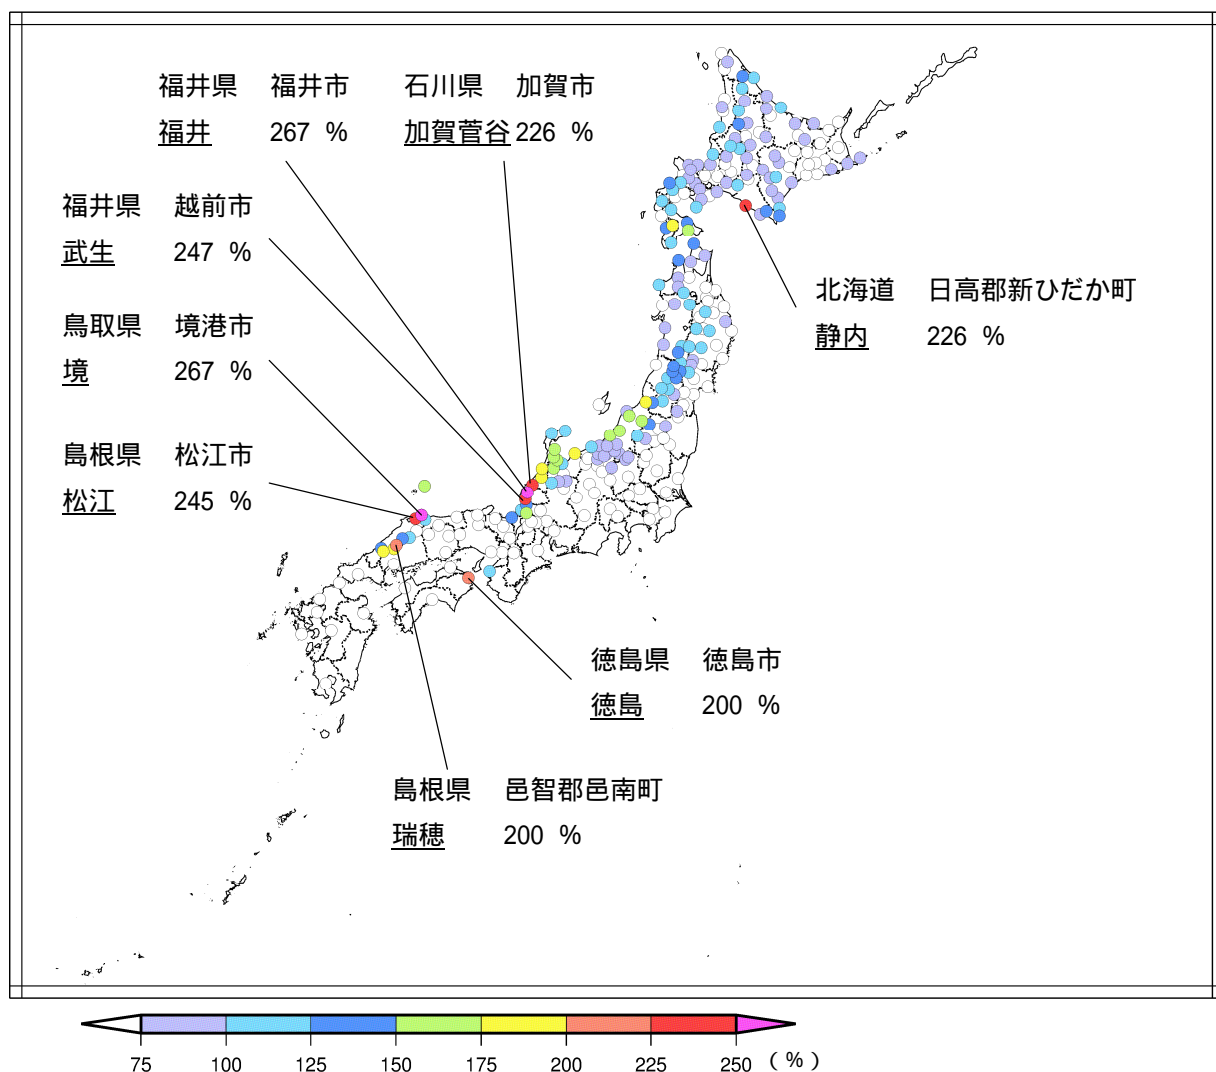 福井県 福井市
福井 267 %
石川県 加賀市
加賀菅谷 226 %
福井県 越前市
武生 247 %
鳥取県 境港市
境 267 %
島根県 松江市
松江 245 %
北海道 日高郡新ひだか町
静内 226 %
徳島県 徳島市
徳島 200 %
島根県 邑智郡邑南町
瑞穂 200 %
75 100 125 150 175 200 225 250 (%)